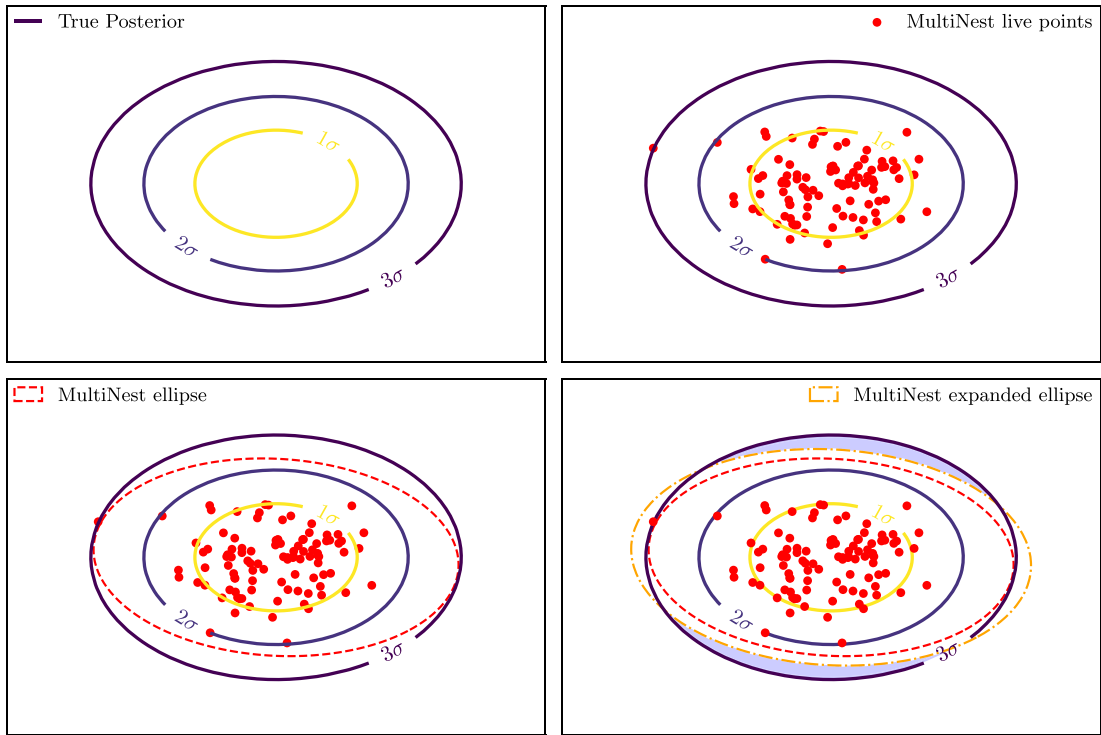 True Posterior
1σ
2σ
3σ
MultiNest live points
1σ
2σ
3σ
MultiNest ellipse
1σ
2σ
3σ
MultiNest expanded ellipse
1σ
2σ
3σ